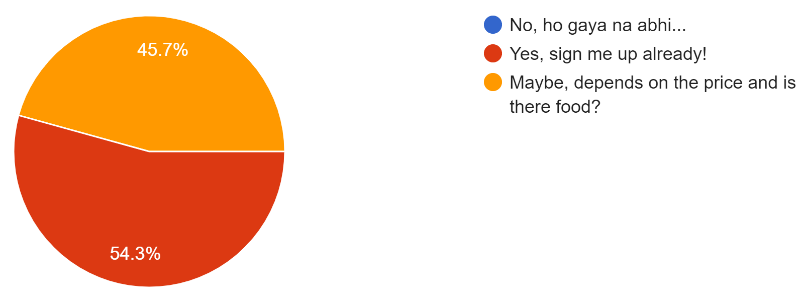 45.7%
54.3%
No, ho gaya na abhi...
Yes, sign me up already!
Maybe, depends on the price and is
there food?